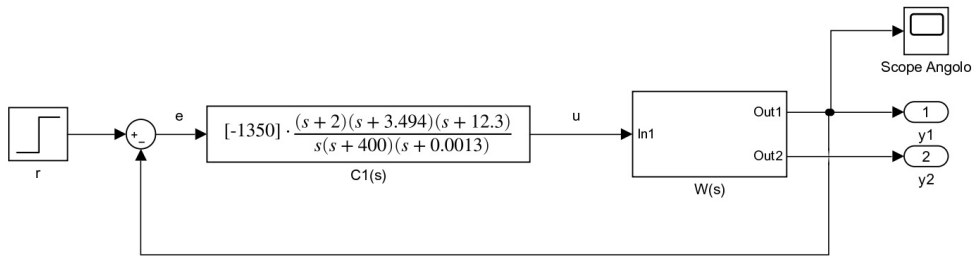 Scope Angolo
r
+
−
e
[-1350] · (s + 2)(s + 3.494)(s + 12.3)
s(s + 400)(s + 0.0013)
C1(s)
u
In1
Out1
Out2
W(s)
1
y1
2
y2